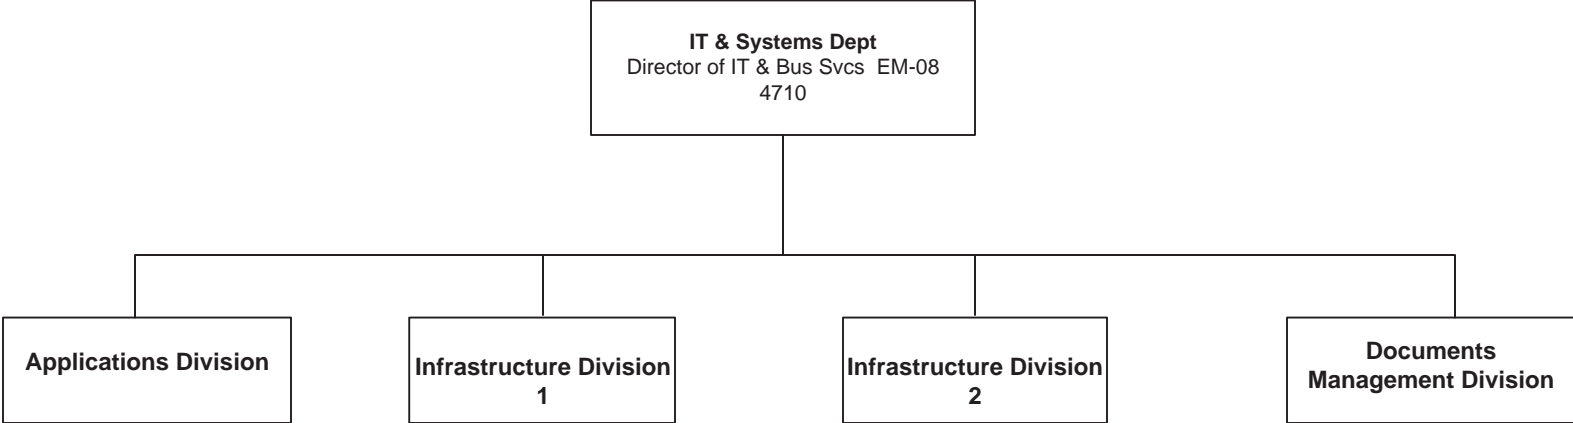 IT & Systems Dept
Director of IT & Bus Svcs EM-08
4710
Applications Division
Infrastructure Division
1
Infrastructure Division
2
Documents
Management Division